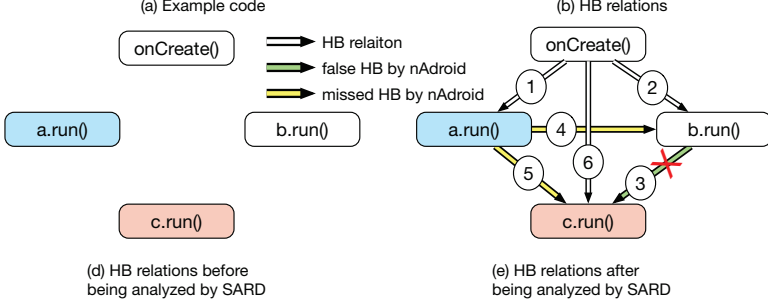 (a) Example code
(b) HB relations
onCreate()
HB relaiton
false HB by nAdroid
missed HB by nAdroid
a.run()
b.run()
c.run()
onCreate()
1
2
a.run()
4
b.run()
5
6
3
c.run()
(d) HB relations before
being analyzed by SARD
(e) HB relations after
being analyzed by SARD